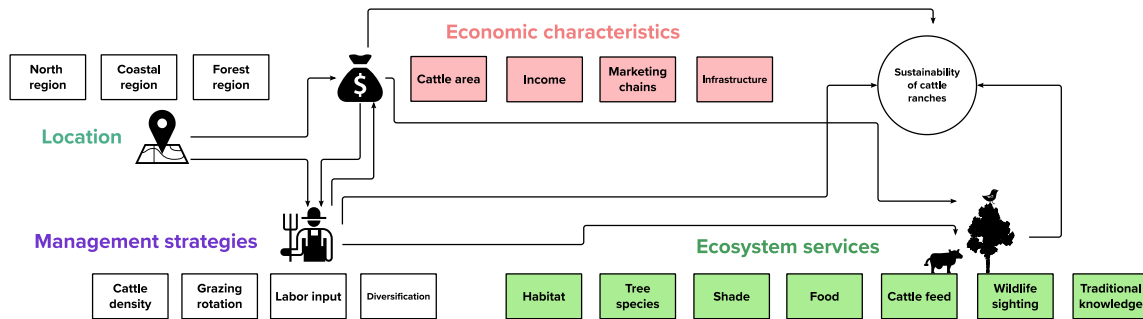 Economic characteristics
North
region
Coastal
region
Forest
region
$
Cattle area
Income
Marketing
chains
Infrastructure
Sustainability
of cattle
ranches
Location
Management strategies
Ecosystem services
Cattle
density
Grazing
rotation
Labor input
Diversification
Habitat
Tree
species
Shade
Food
Cattle feed
Wildlife
sighting
Traditional
knowledge